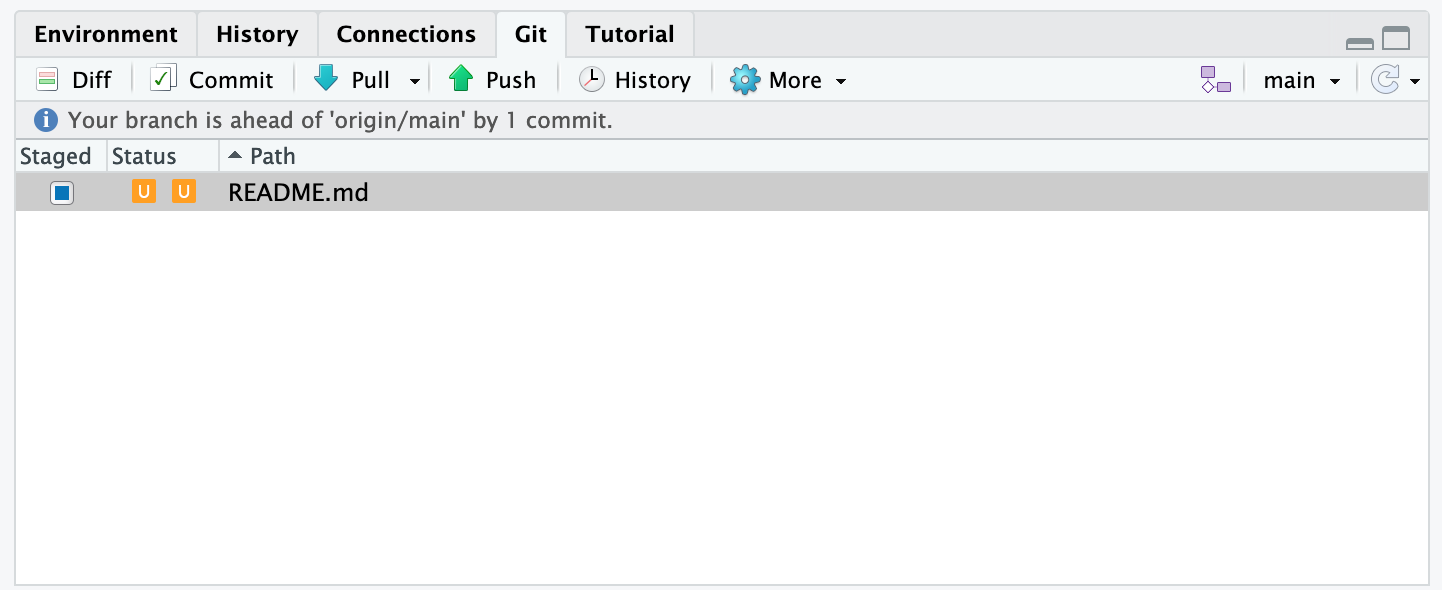 Environment History Connections Git Tutorial
Diff Commit Pull Push History More main
Your branch is ahead of 'origin/main' by 1 commit.
Staged Status Path
U U README.md